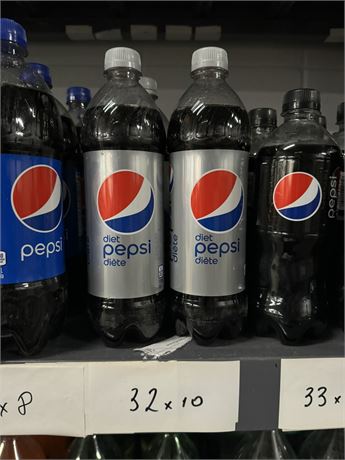 pepsi
diet
pepsi
diète
diet
pepsi
diète
pepsi
x 8
32 x 10
33 x